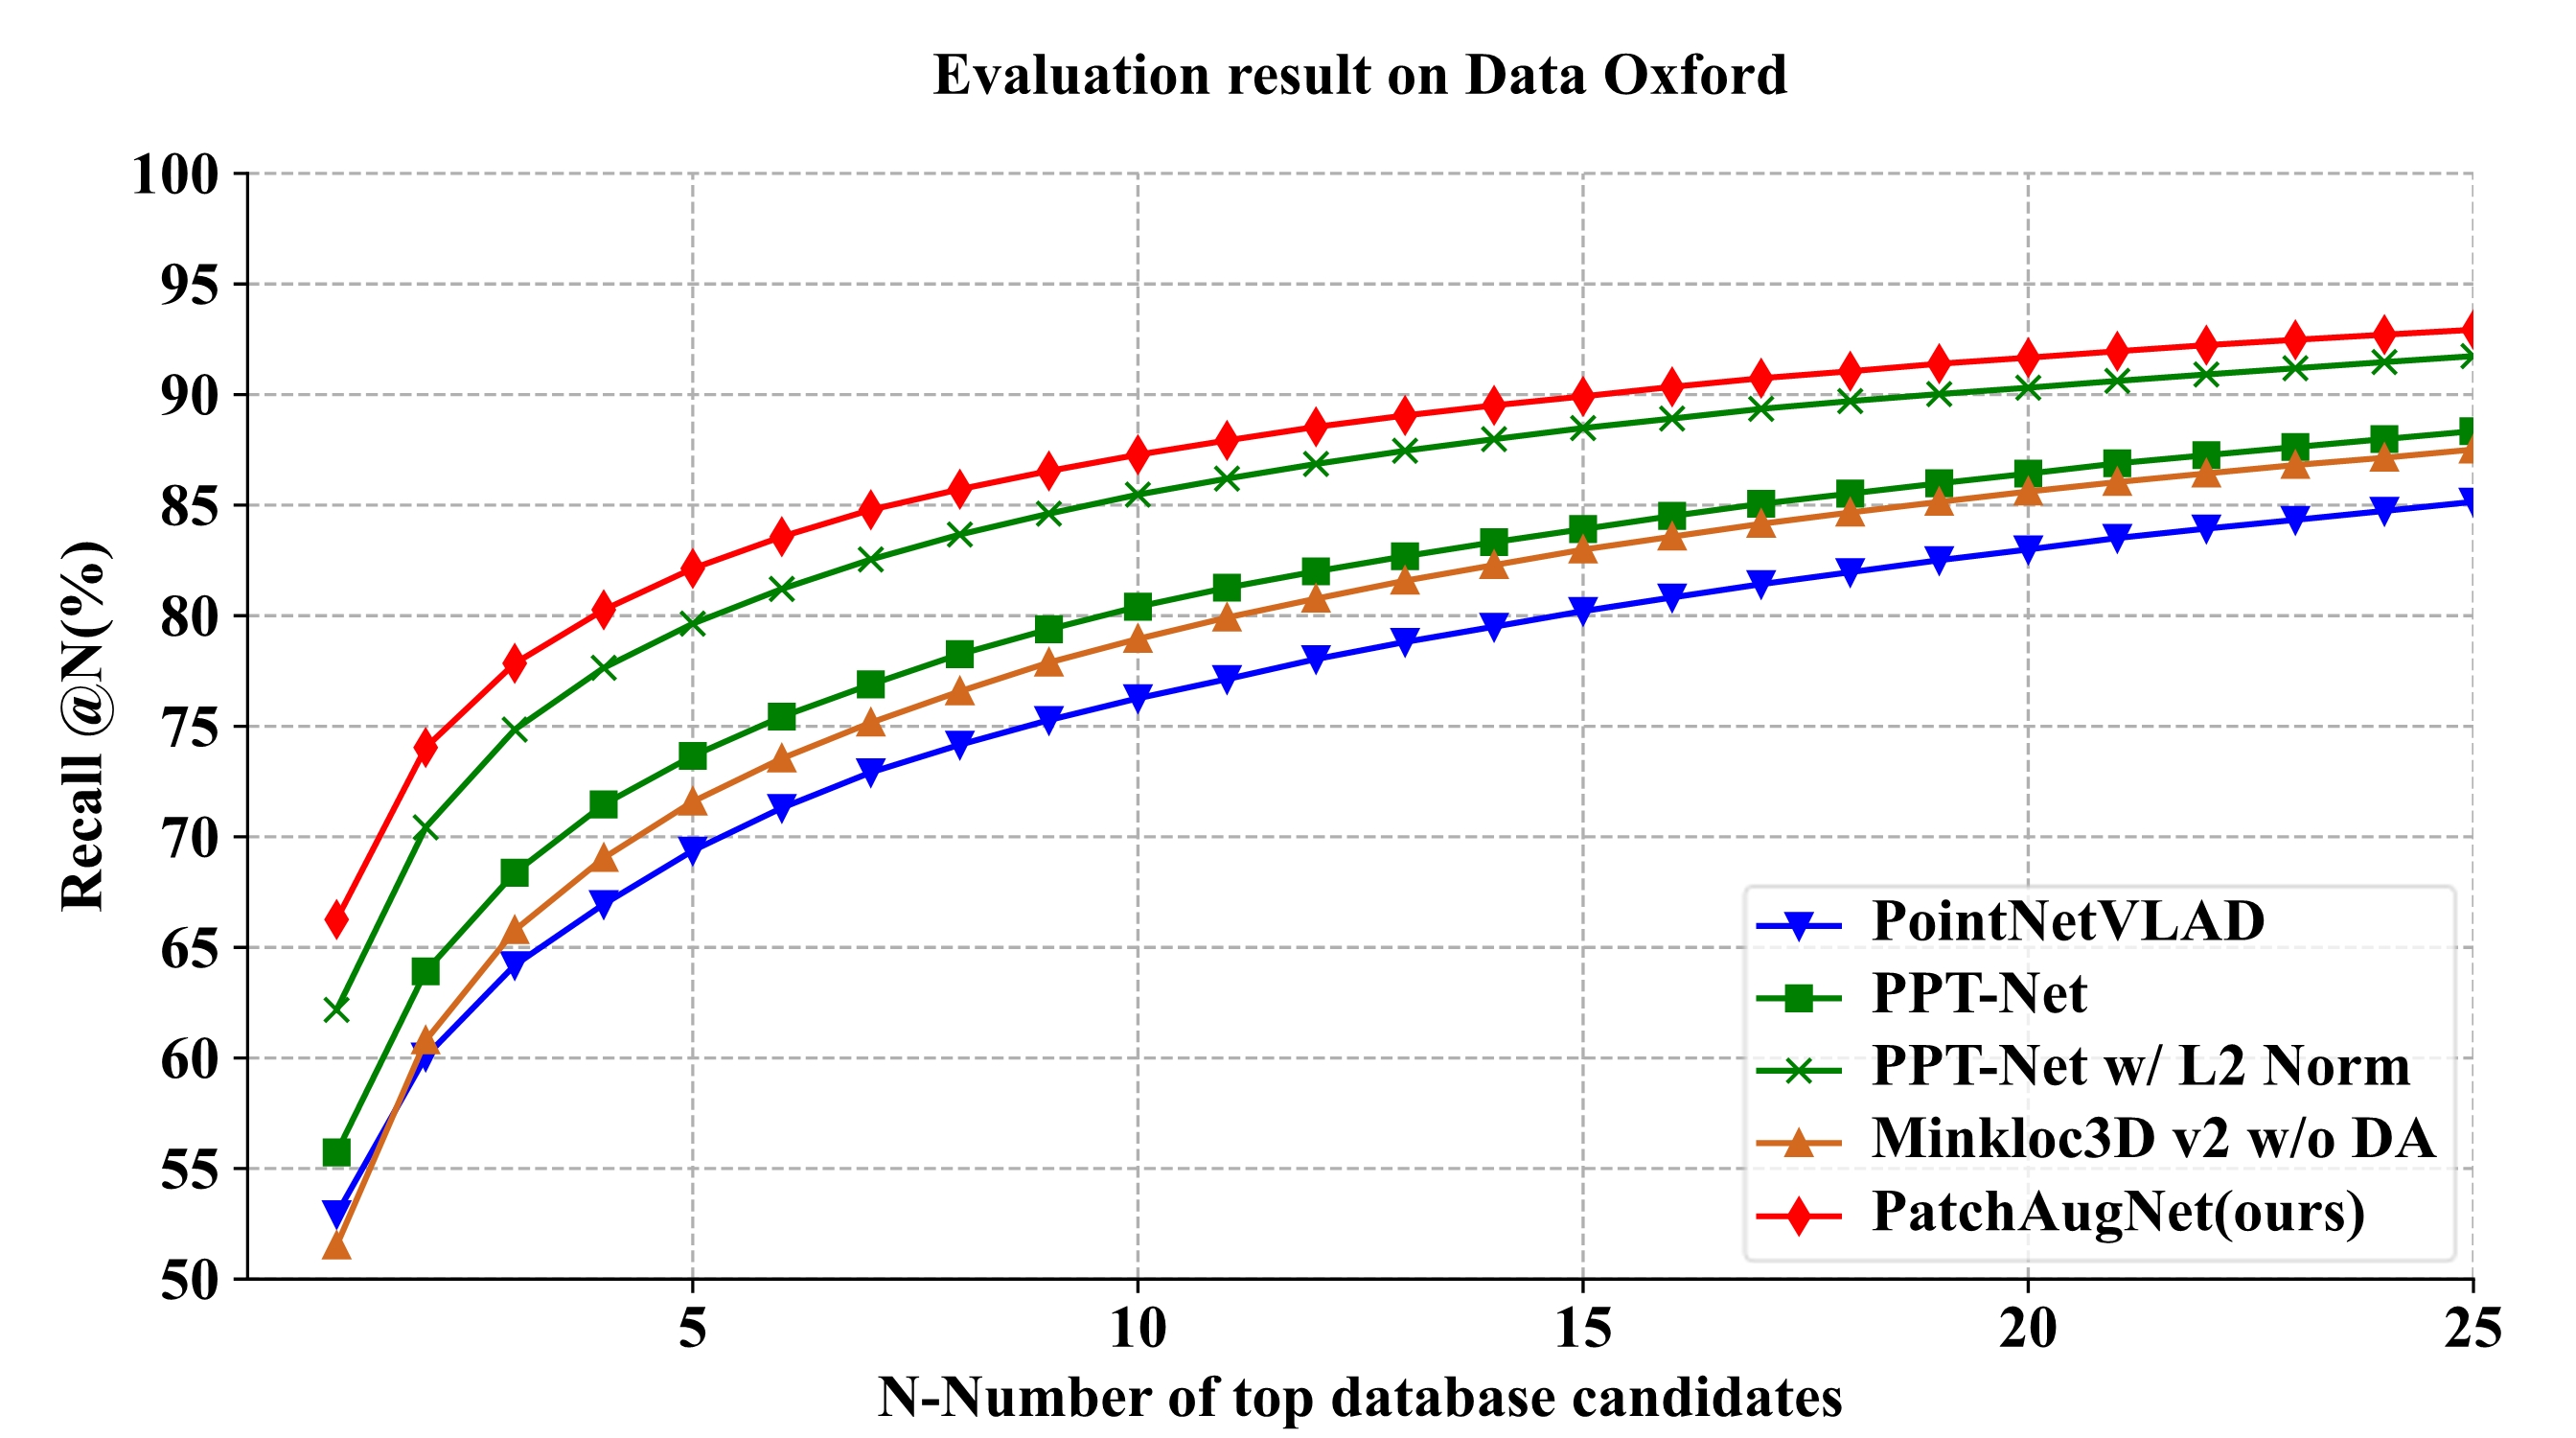 Evaluation result on Data Oxford
100
95
90
85
80
75
70
65
60
55
50
Recall @N(%)
PointNetVLAD
PPT-Net
PPT-Net w/ L2 Norm
Minkloc3D v2 w/o DA
PatchAugNet(ours)
5 10 15 20 25
N-Number of top database candidates